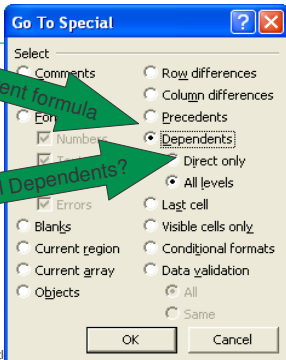 Go To Special
Select
Comments
Row differences
Column differences
ent formula
Precedents
Numbers
Dependents
Direct only
Dependents?
All levels
Errors
Last cell
Blanks
Visible cells only
Current region
Conditional formats
Current array
Data validation
Objects
All
Same
OK
Cancel